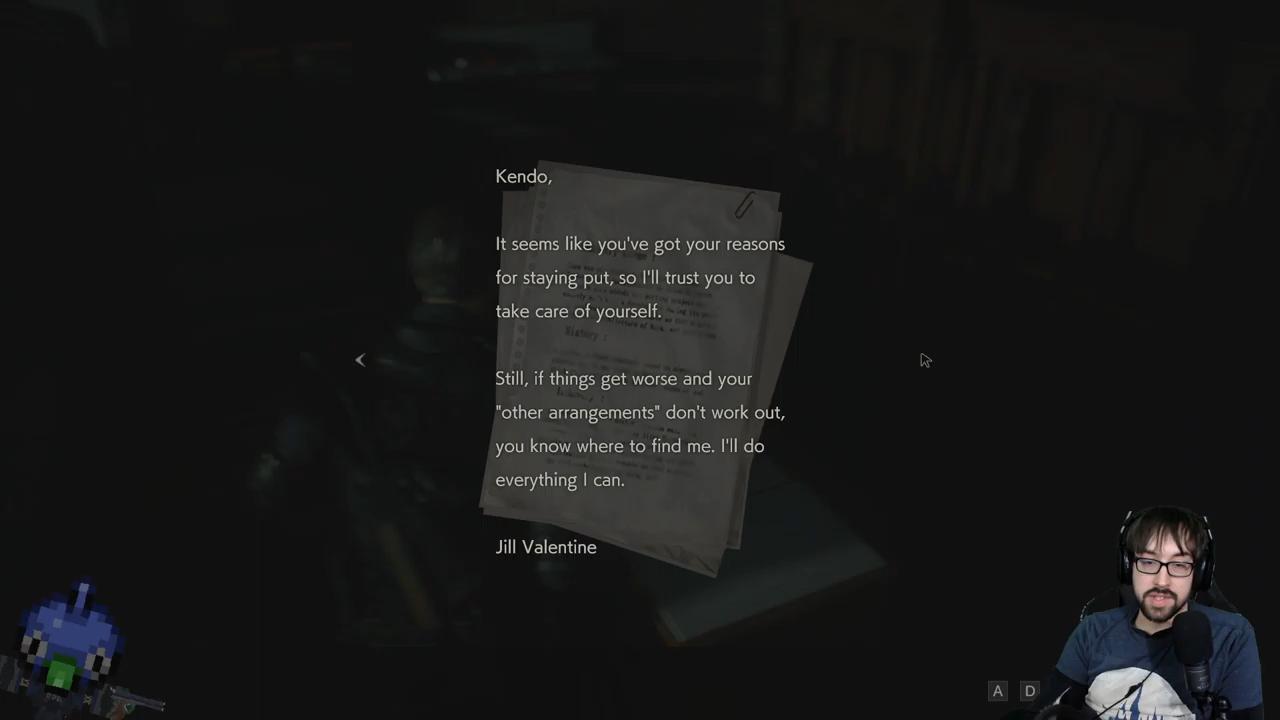 Kendo,
It seems like you've got your reasons
for staying put, so I'll trust you to
take care of yourself.
Still, if things get worse and your
"other arrangements" don't work out,
you know where to find me. I'll do
everything I can.
Jill Valentine
History :
A D